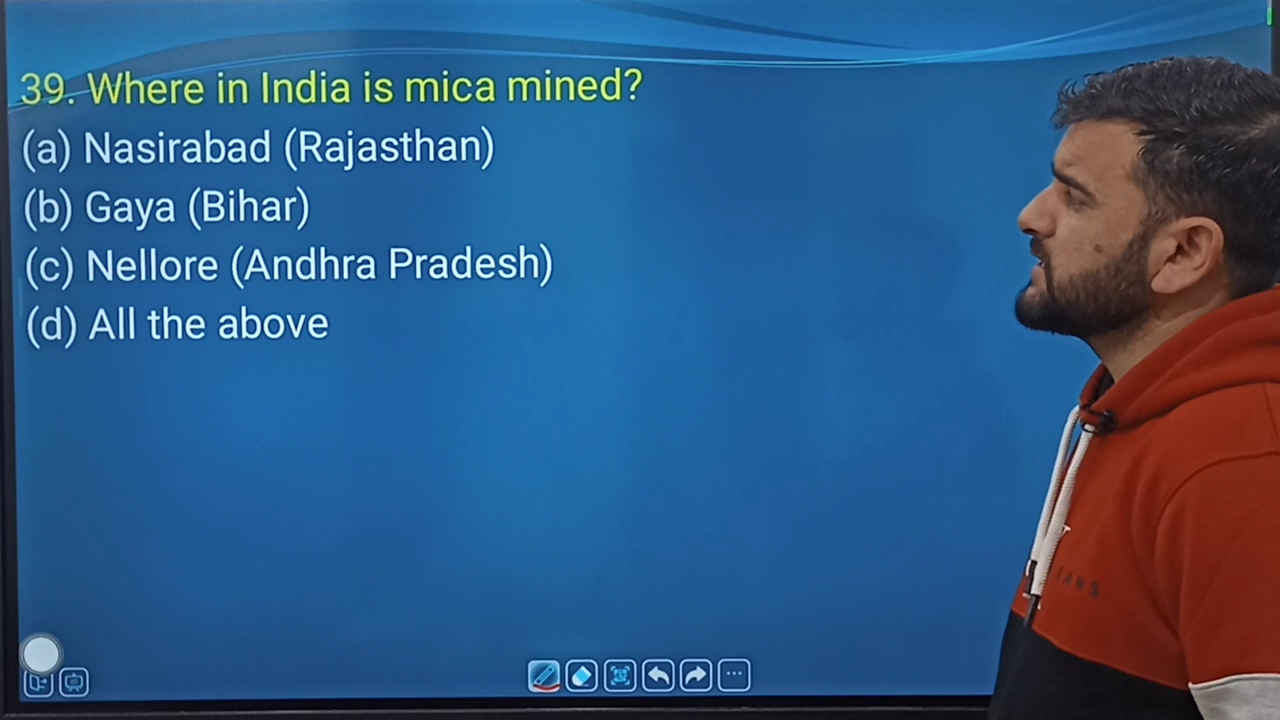 39. Where in India is mica mined?
(a) Nasirabad (Rajasthan)
(b) Gaya (Bihar)
(c) Nellore (Andhra Pradesh)
(d) All the above